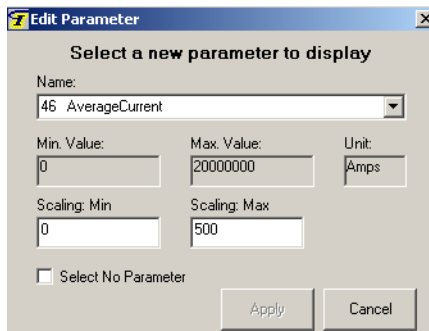 Edit Parameter
Select a new parameter to display
Name:
46 AverageCurrent
Min. Value: Max. Value: Unit:
0 20000000 Amps
Scaling: Min Scaling: Max
0 500
Select No Parameter
Apply Cancel